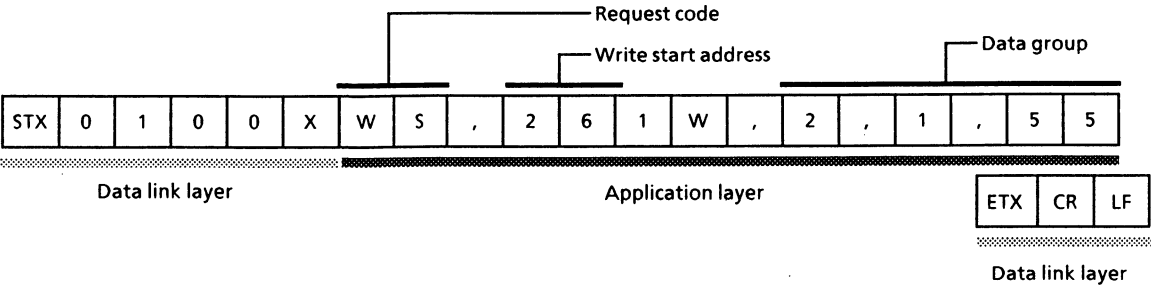 Request code
Write start address
Data group
STX 0 1 0 0 X W S , 2 6 1 W , 2 , 1 , 5 5
Data link layer
Application layer
ETX CR LF
Data link layer